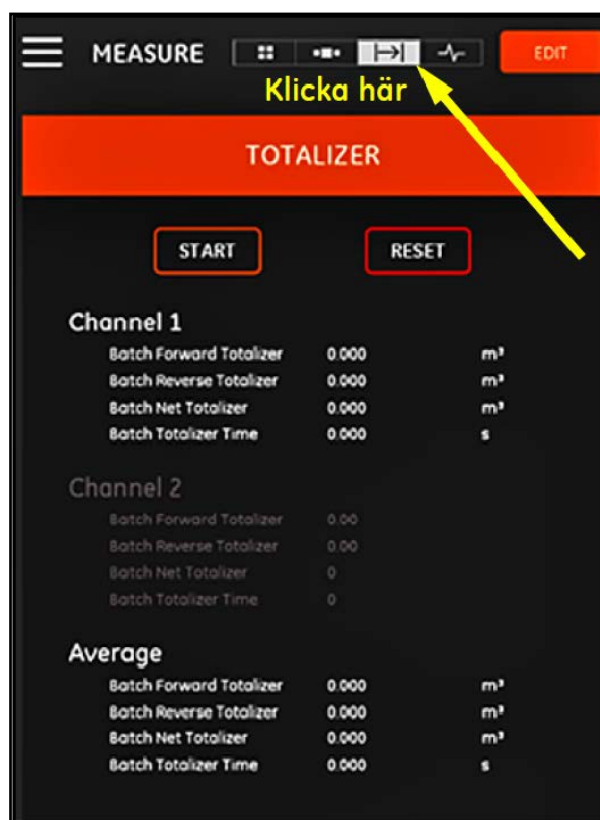 MEASURE EDIT
Klicka här
TOTALIZER
START RESET
Channel 1
Batch Forward Totalizer 0.000 m³
Batch Reverse Totalizer 0.000 m³
Batch Net Totalizer 0.000 m³
Batch Totalizer Time 0.000 s
Channel 2
Batch Forward Totalizer 0.00
Batch Reverse Totalizer 0.00
Batch Net Totalizer 0
Batch Totalizer Time 0
Average
Batch Forward Totalizer 0.000 m³
Batch Reverse Totalizer 0.000 m³
Batch Net Totalizer 0.000 m³
Batch Totalizer Time 0.000 s